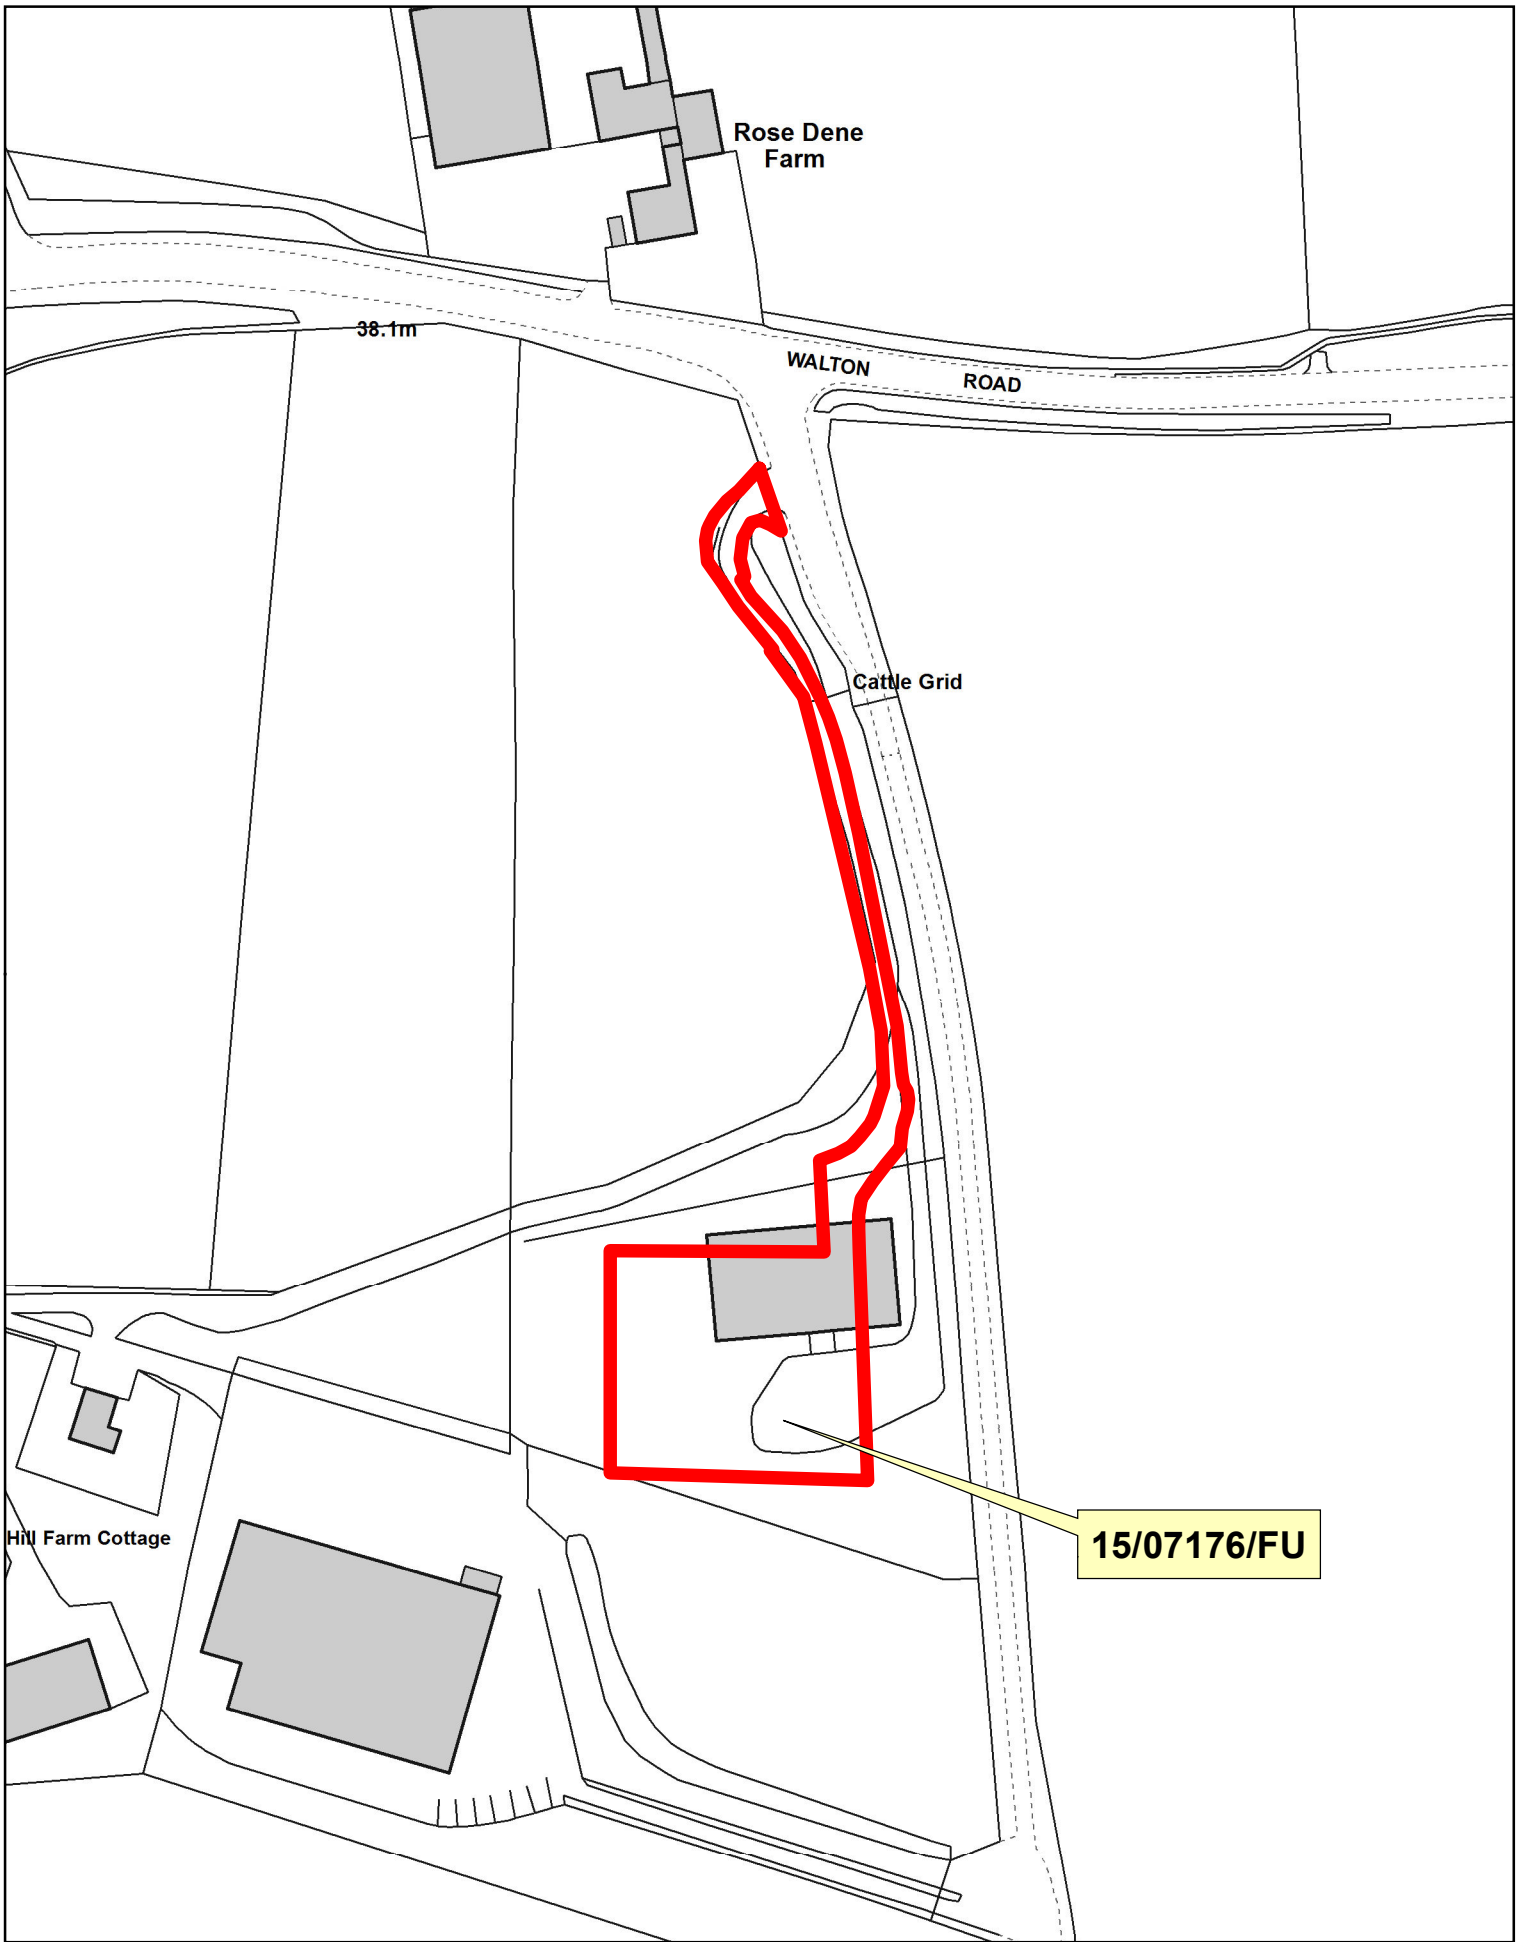 Rose Dene
Farm
38.1m
WALTON
ROAD
Cattle Grid
15/07176/FU
Hill Farm Cottage